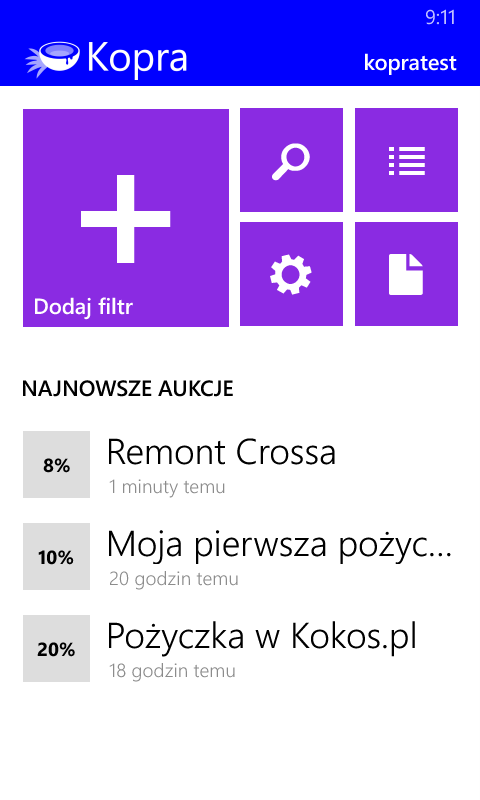 9:11
Kopra
kopratest
Dodaj filtr
NAJNOWSZE AUKCJE
8%
Remont Crossa
1 minuty temu
10%
Moja pierwsza pożyc...
20 godzin temu
20%
Pożyczka w Kokos.pl
18 godzin temu